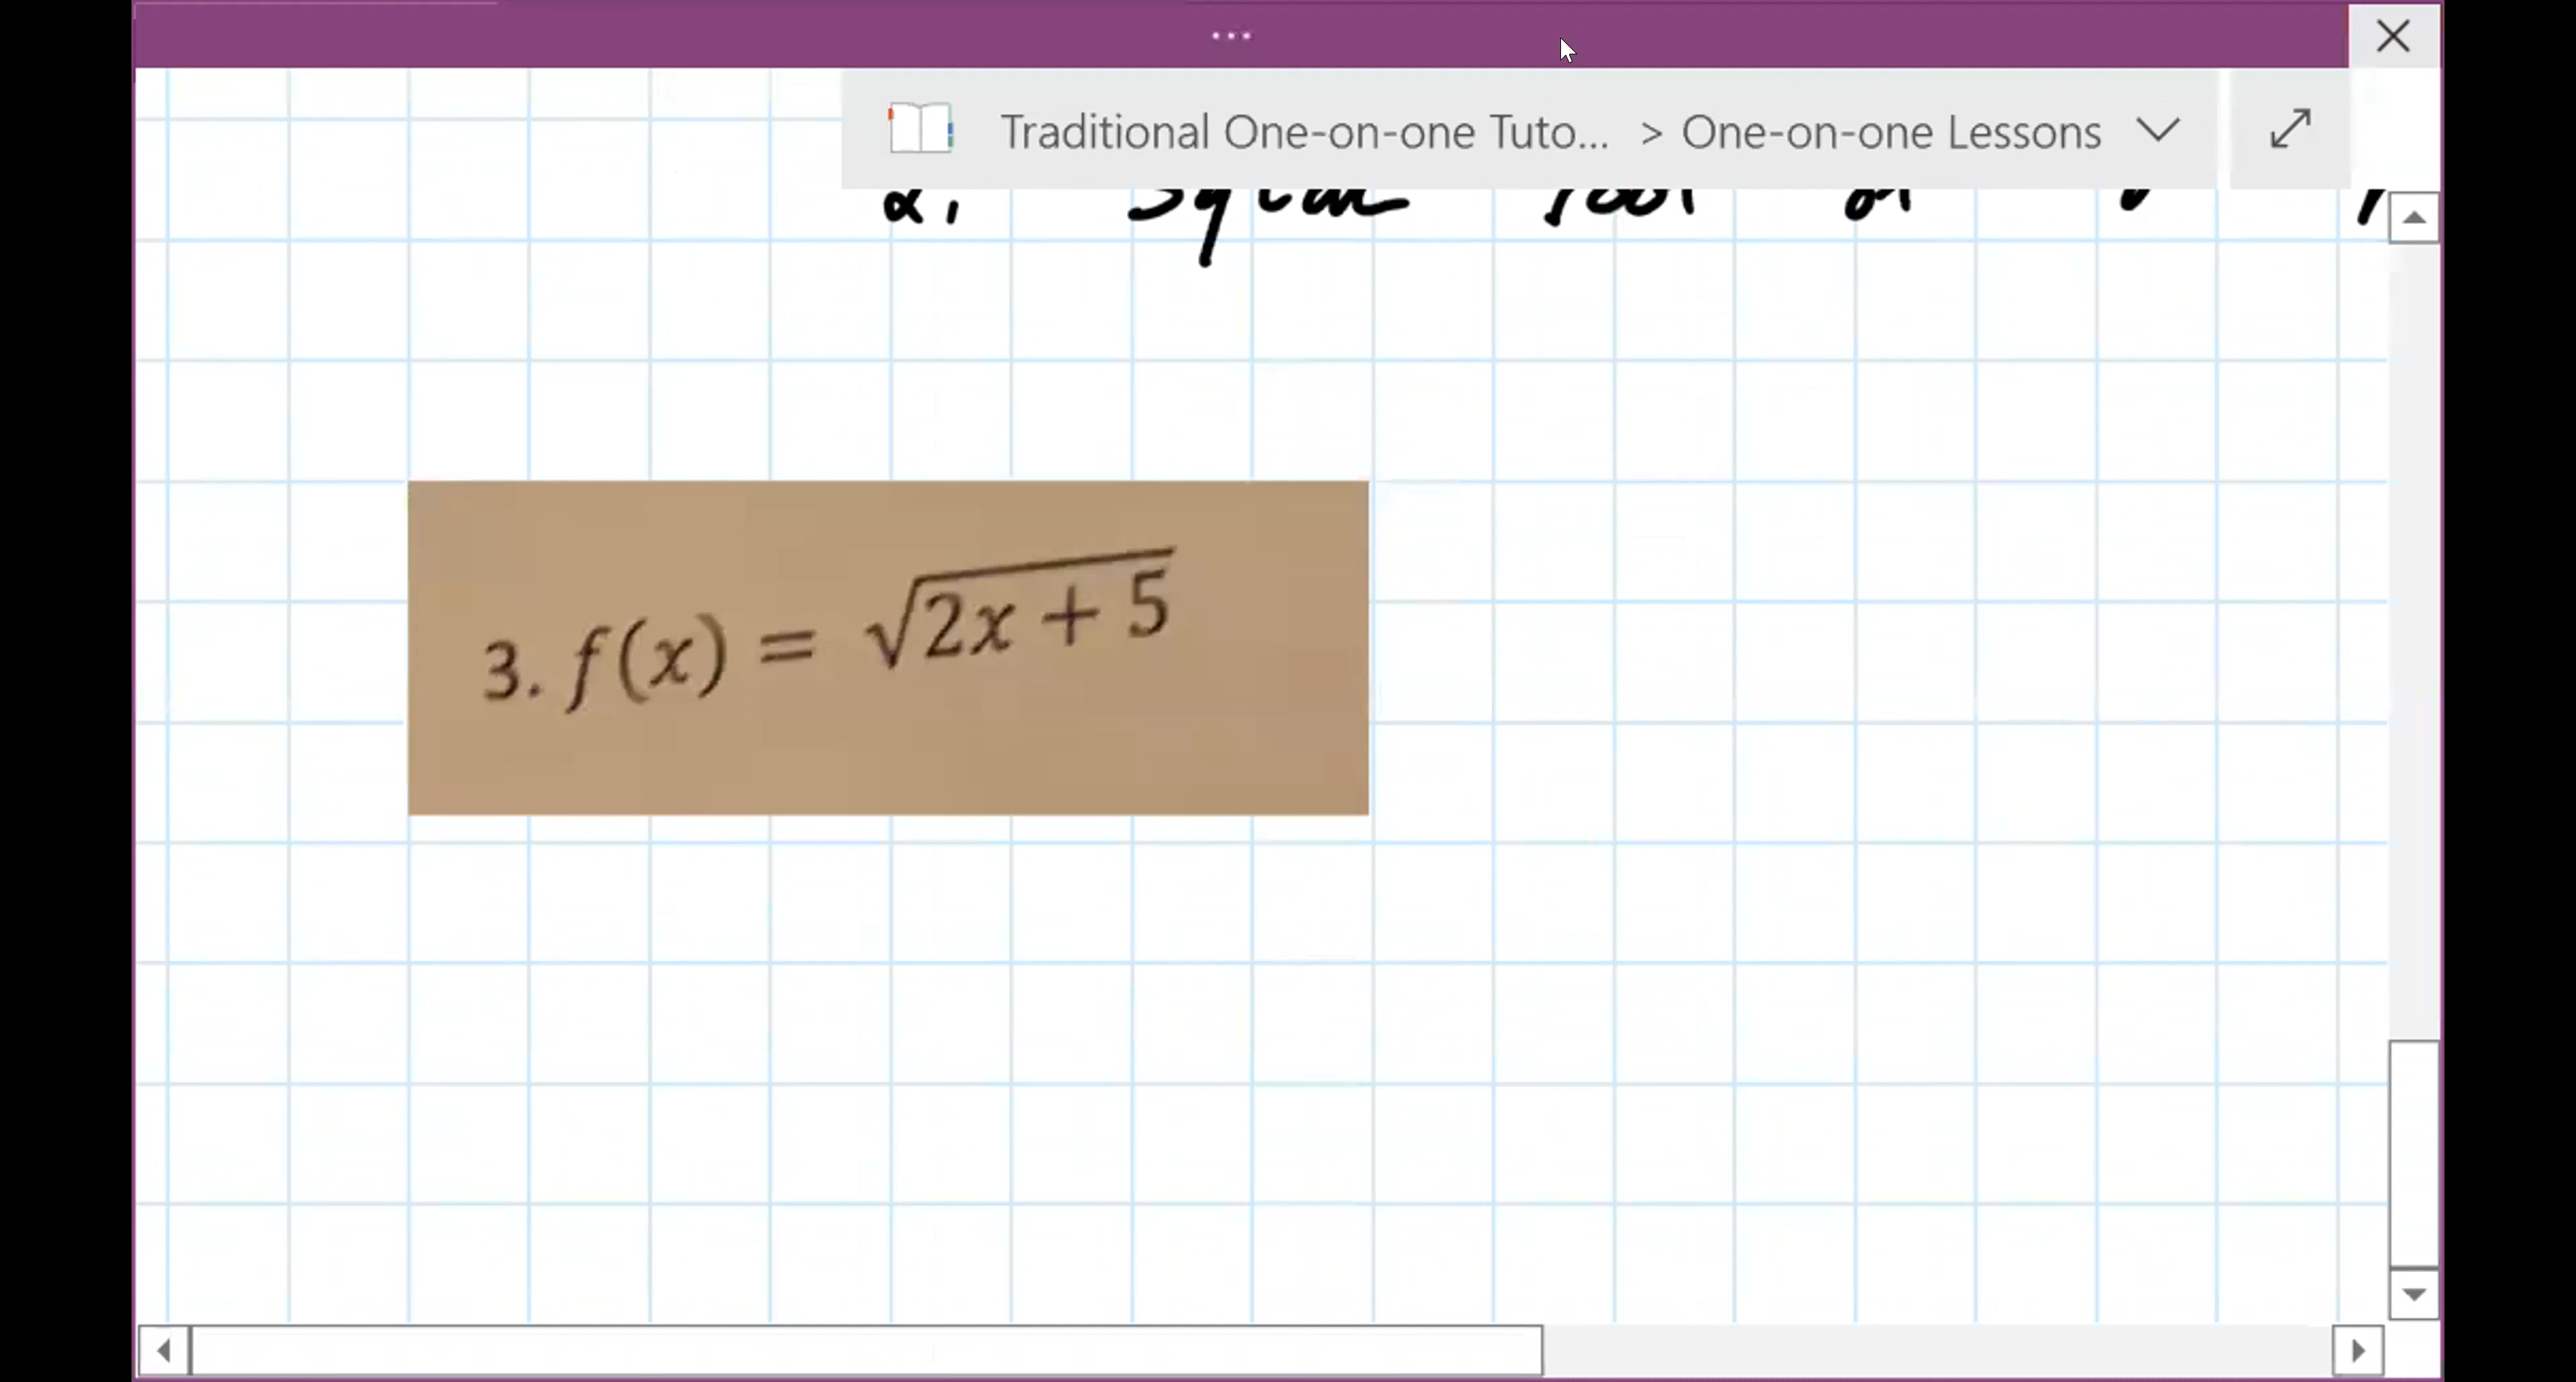 ...
Traditional One-on-one Tuto... > One-on-one Lessons
3. f(x) = √2x + 5